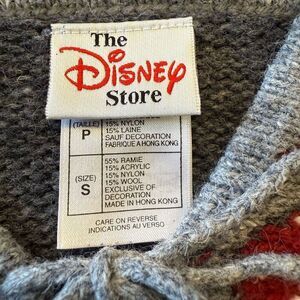 The
Disney
Store
(TAILLE)
P
15% NYLON
15% LAINE
SAUF DECORATION
FABRIQUE A HONG KONG
(SIZE)
S
55% RAMIE
15% ACRYLIC
15% NYLON
15% WOOL
EXCLUSIVE OF
DECORATION
MADE IN HONG KONG
CARE ON REVERSE
INDICATIONS AU VERSO